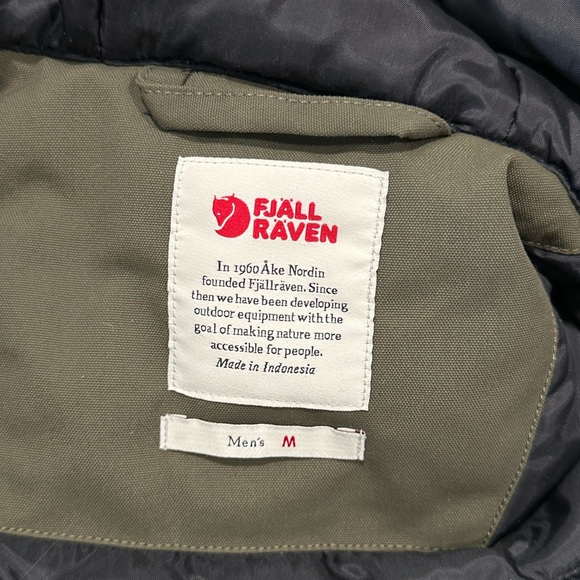 FJÄLL
RÄVEN
In 1960 Åke Nordin
founded Fjällräven. Since
then we have been developing
outdoor equipment with the
goal of making nature more
accessible for people.
Made in Indonesia
Men's M